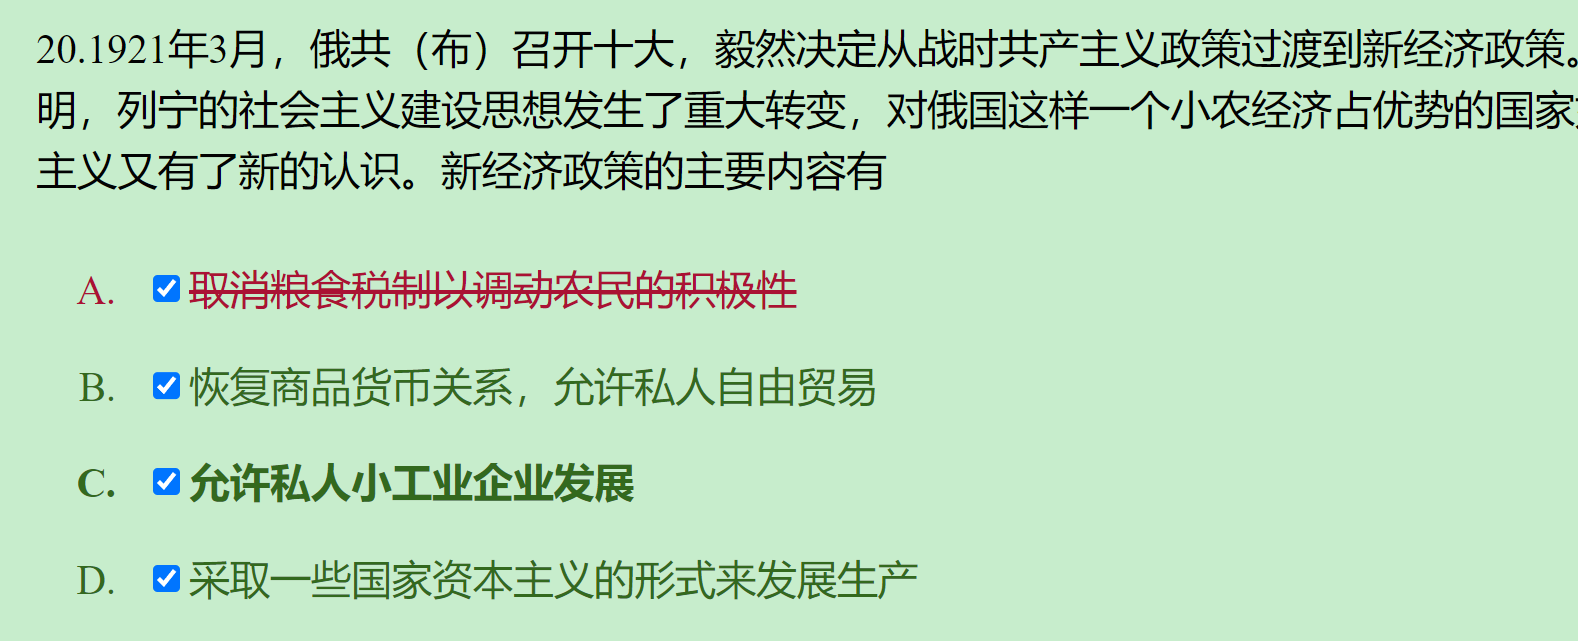 20.1921年3月，俄共（布）召开十大，毅然决定从战时共产主义政策过渡到新经济政策。
明，列宁的社会主义建设思想发生了重大转变，对俄国这样一个小农经济占优势的国家
主义又有了新的认识。新经济政策的主要内容有
A. 取消粮食税制以调动农民的积极性
B. 恢复商品货币关系，允许私人自由贸易
C. 允许私人小工业企业发展
D. 采取一些国家资本主义的形式来发展生产